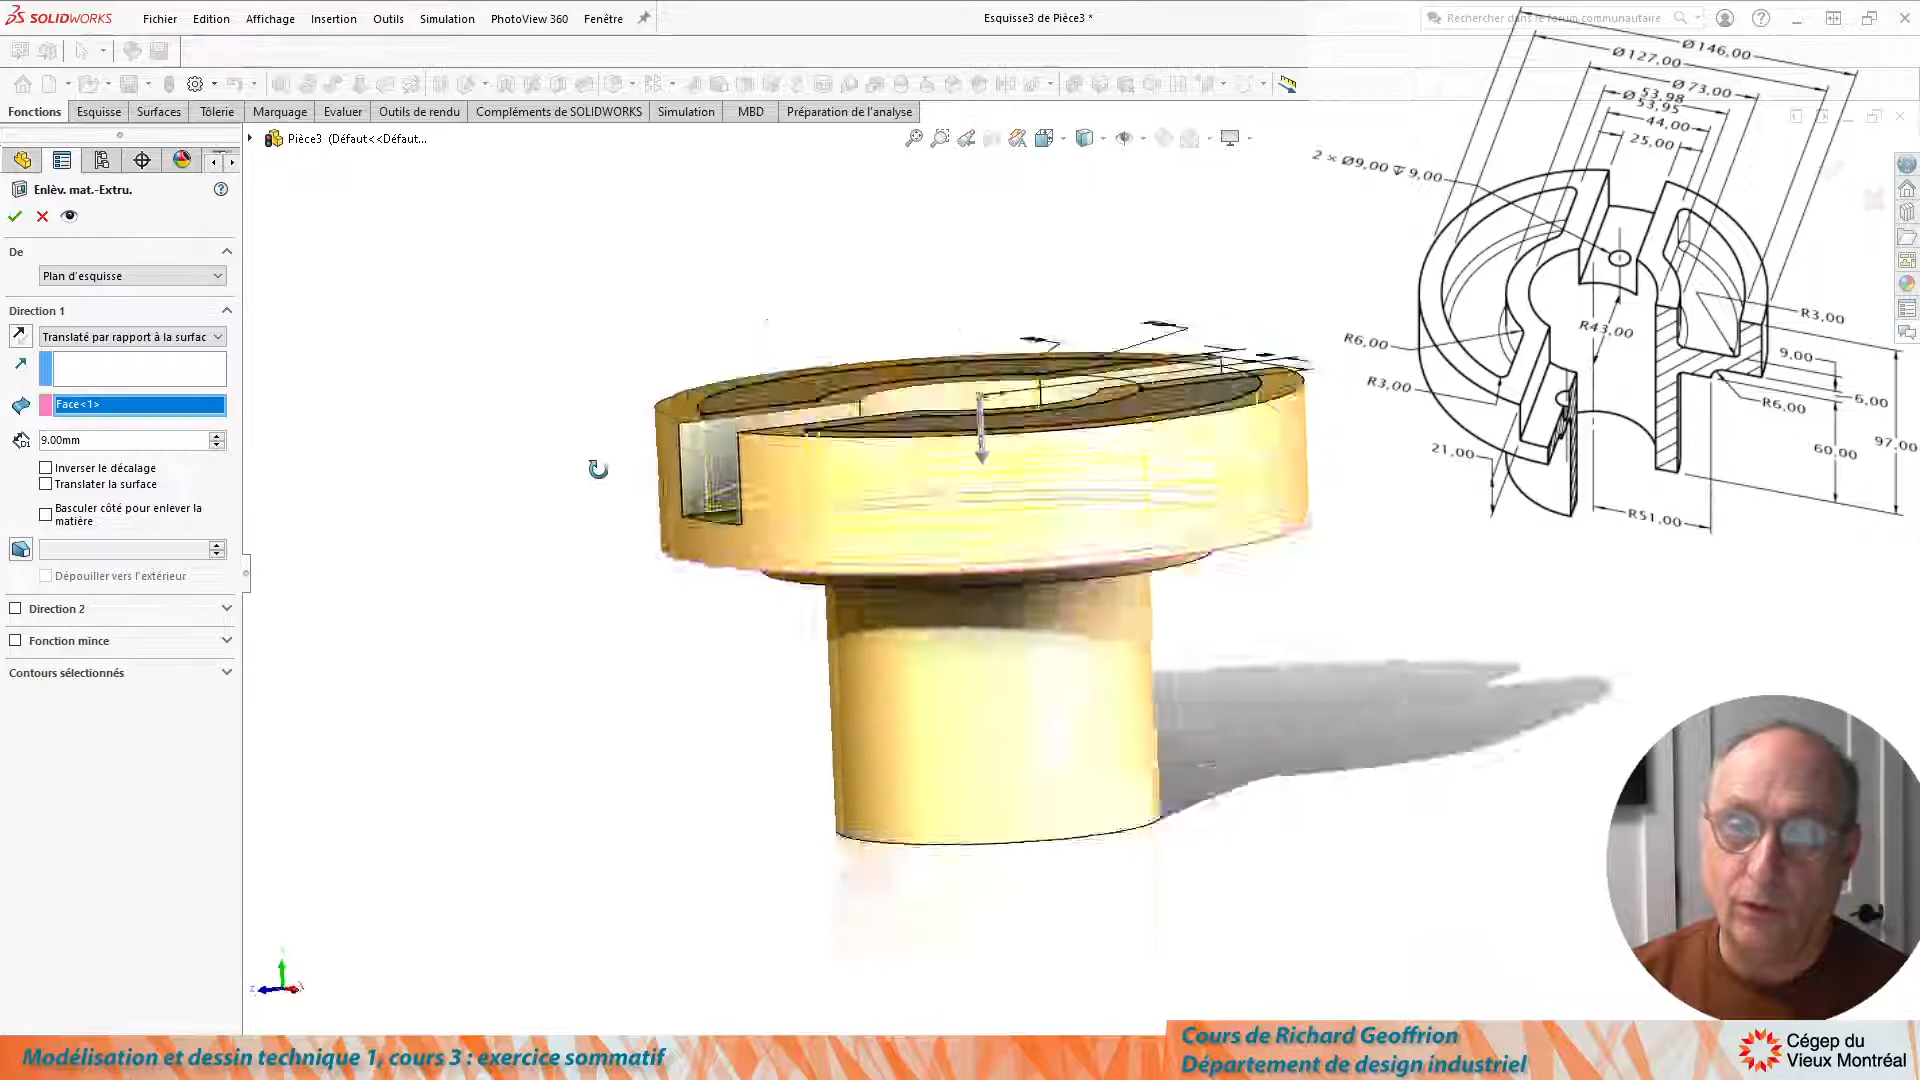 SOLIDWORKS
Fichier Edition Affichage Insertion Outils Simulation PhotoView 360 Fenêtre
Esquisse3 de Pièce3 *
Rechercher dans le forum communautaire
Fonctions Esquisse Surfaces Tôlerie Marquage Evaluer Outils de rendu Compléments de SOLIDWORKS Simulation MBD Préparation de l'analyse
Pièce3 (Défaut<<Défaut...
Enlèv. mat.-Extru.
De
Plan d'esquisse
Direction 1
Translaté par rapport à la surfac
Face<1>
9.00mm
Inverser le décalage
Translater la surface
Basculer côté pour enlever la
matière
Dépouiller vers l'extérieur
Direction 2
Fonction mince
Contours sélectionnés
Ø146,00
Ø127,00
Ø73,00
Ø53,98
53,95
44,00
25,00
2 × Ø9,00 ↧ 9,00
R43,00
R3,00
R6,00
9,00
R3,00
6,00
R6,00
97,00
60,00
21,00
R51,00
Modélisation et dessin technique 1, cours 3 : exercice sommatif
Cours de Richard Geoffrion
Département de design industriel
Cégep du
Vieux Montréal